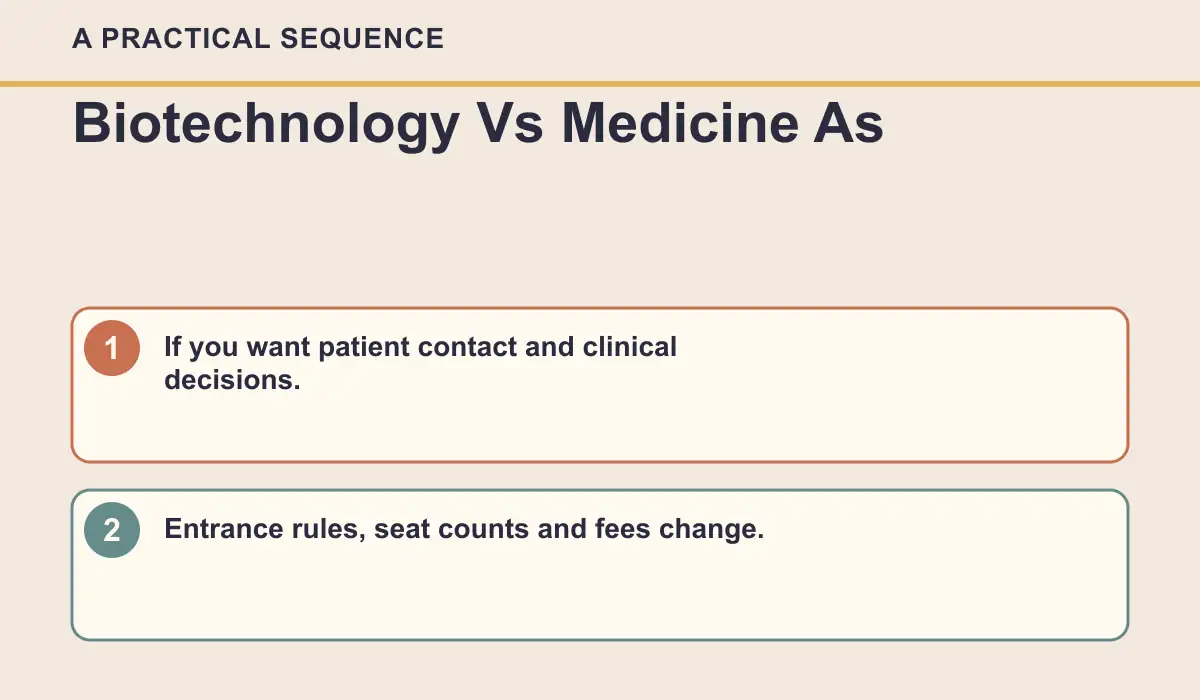 A PRACTICAL SEQUENCE
Biotechnology Vs Medicine As
1
If you want patient contact and clinical
decisions.
2
Entrance rules, seat counts and fees change.